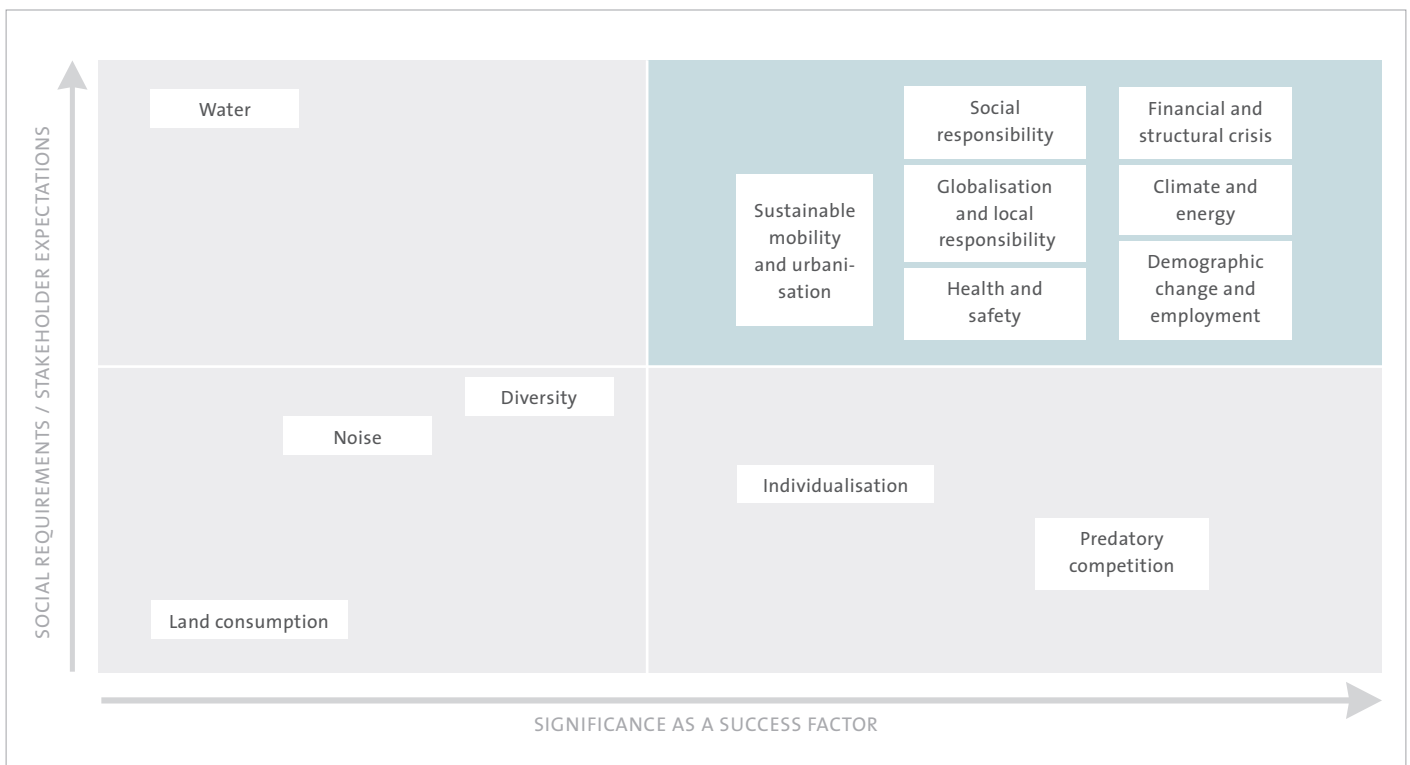 SOCIAL REQUIREMENTS / STAKEHOLDER EXPECTATIONS
Water
Social
responsibility
Financial and
structural crisis
Sustainable
mobility
and urbani-
sation
Globalisation
and local
responsibility
Climate and
energy
Health and
safety
Demographic
change and
employment
Diversity
Noise
Individualisation
Predatory
competition
Land consumption
SIGNIFICANCE AS A SUCCESS FACTOR